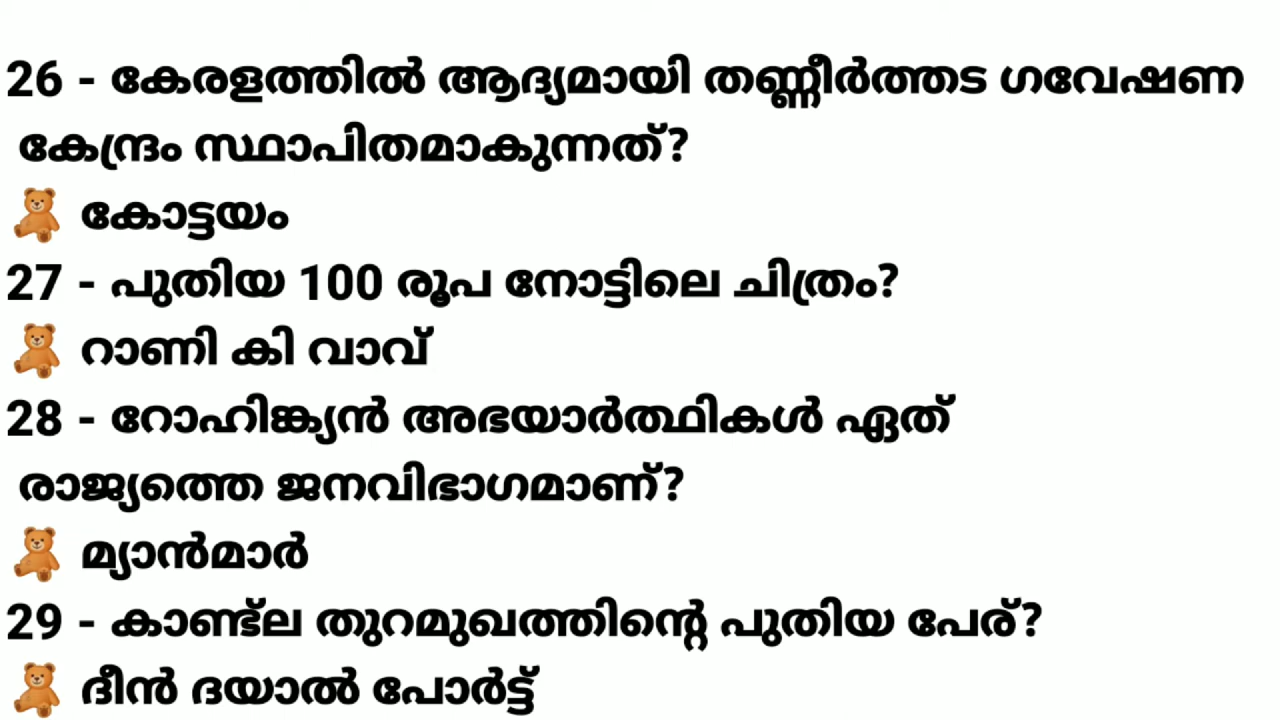 26 - കേരളത്തിൽ ആദ്യമായി തണ്ണീർത്തട ഗവേഷണ
കേന്ദ്രം സ്ഥാപിതമാകുന്നത്?
കോട്ടയം
27 - പുതിയ 100 രൂപ നോട്ടിലെ ചിത്രം?
റാണി കി വാവ്
28 - റോഹിങ്ക്യൻ അഭയാർത്ഥികൾ ഏത്
രാജ്യത്തെ ജനവിഭാഗമാണ്?
മ്യാൻമാർ
29 - കാണ്ട്ല തുറമുഖത്തിന്റെ പുതിയ പേര്?
ദീൻ ദയാൽ പോർട്ട്